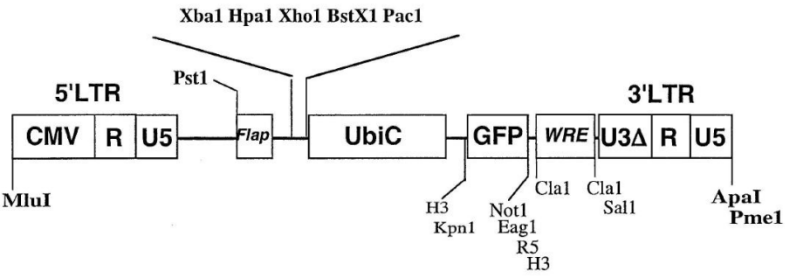 Xba1 Hpa1 Xho1 BstX1 Pac1
Pst1
5'LTR
3'LTR
CMV R U5 Flap UbiC GFP WRE U3Δ R U5
MluI
H3
Kpn1
Not1
Eag1
R5
H3
Cla1
Cla1
Sal1
ApaI
Pme1